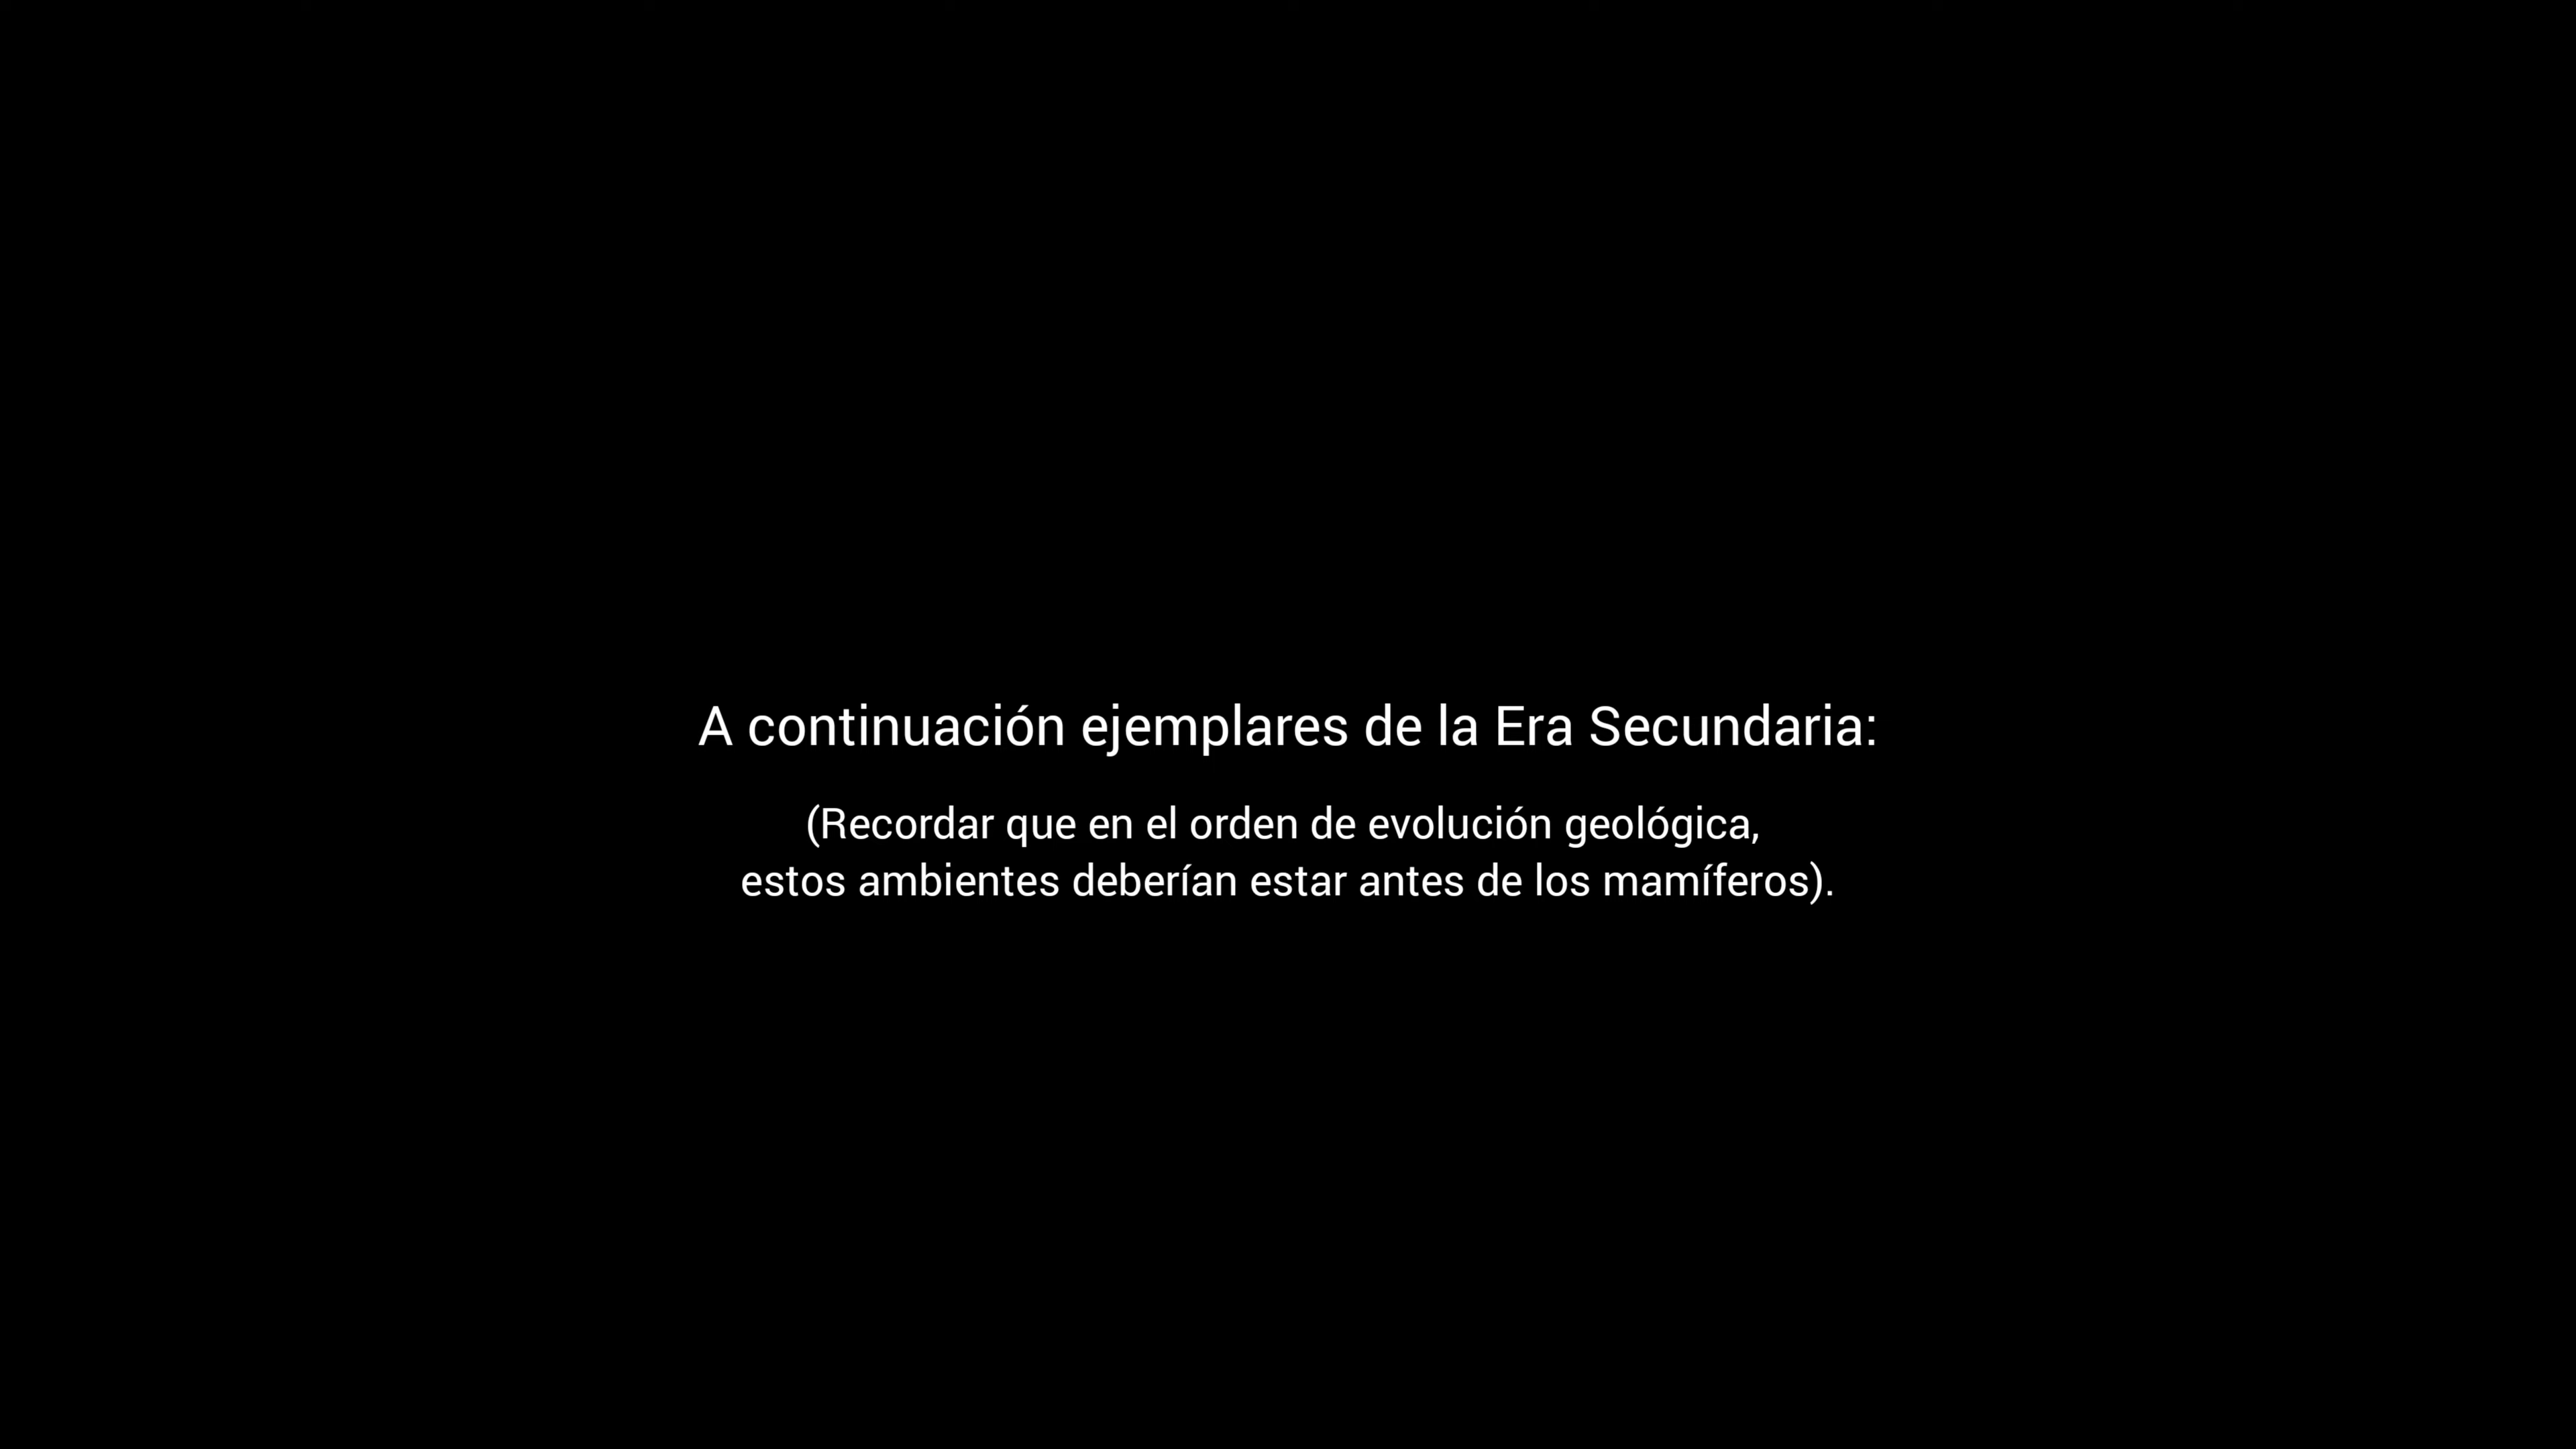 A continuación ejemplares de la Era Secundaria:
(Recordar que en el orden de evolución geológica,
estos ambientes deberían estar antes de los mamíferos).